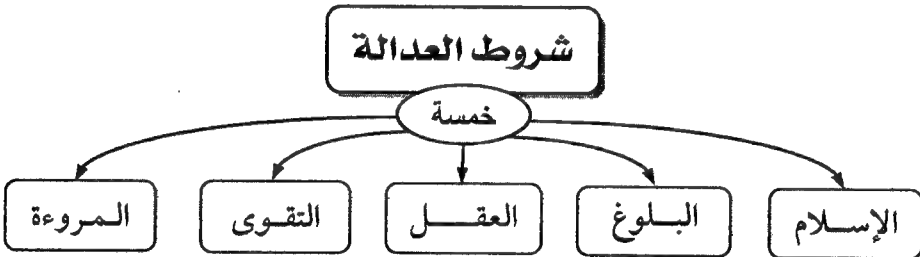 شروط العدالة
خمسة
الإسلام
البلوغ
العقل
التقوى
المروءة